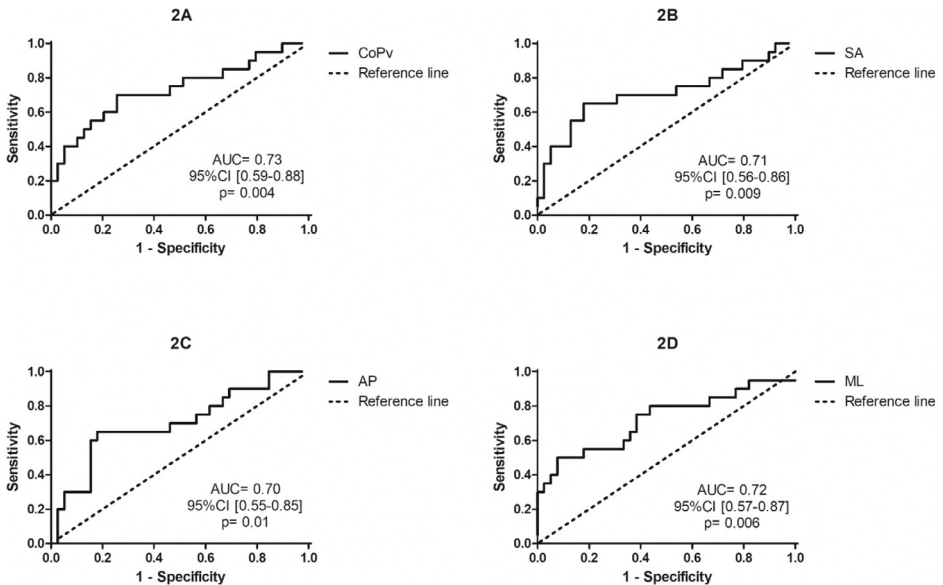 2A
1.0
0.8
0.6
0.4
0.2
0.0
Sensitivity
0.0 0.2 0.4 0.6 0.8 1.0
1 - Specificity
CoPv
Reference line
AUC= 0.73
95%CI [0.59-0.88]
p= 0.004
2B
1.0
0.8
0.6
0.4
0.2
0.0
Sensitivity
0.0 0.2 0.4 0.6 0.8 1.0
1 - Specificity
SA
Reference line
AUC= 0.71
95%CI [0.56-0.86]
p= 0.009
2C
1.0
0.8
0.6
0.4
0.2
0.0
Sensitivity
0.0 0.2 0.4 0.6 0.8 1.0
1 - Specificity
AP
Reference line
AUC= 0.70
95%CI [0.55-0.85]
p= 0.01
2D
1.0
0.8
0.6
0.4
0.2
0.0
Sensitivity
0.0 0.2 0.4 0.6 0.8 1.0
1 - Specificity
ML
Reference line
AUC= 0.72
95%CI [0.57-0.87]
p= 0.006